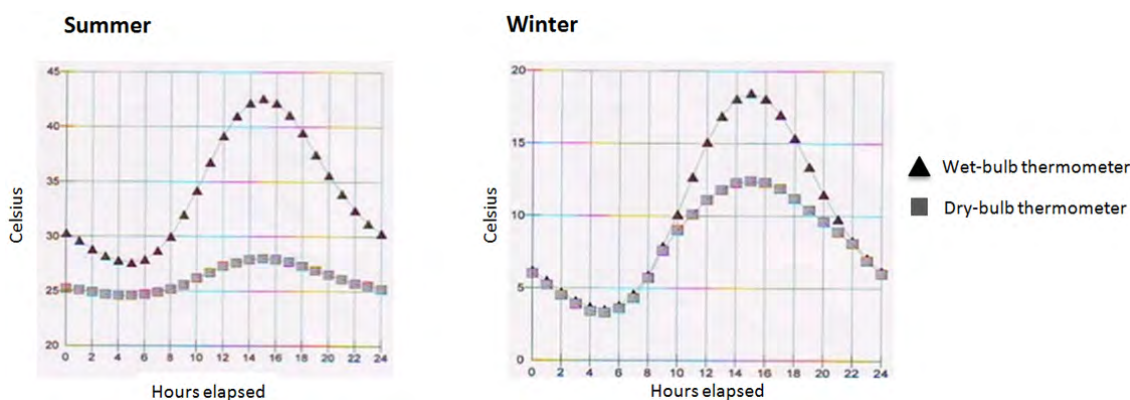 Summer
45
40
35
30
25
20
0 2 4 6 8 10 12 14 16 18 20 22 24
Celsius
Hours elapsed
Winter
20
15
10
5
0
0 2 4 6 8 10 12 14 16 18 20 22 24
Celsius
Hours elapsed
Wet-bulb thermometer
Dry-bulb thermometer